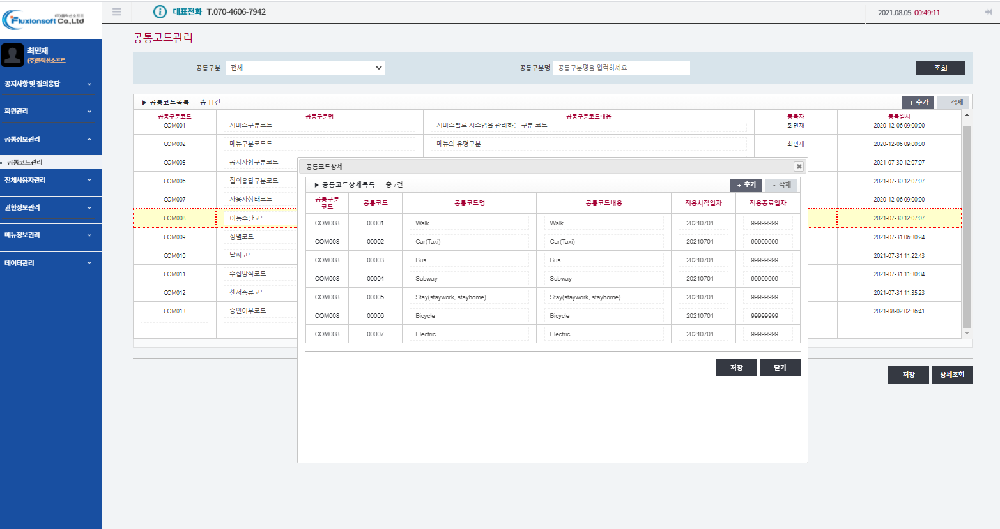 (주)플럭션소프트
Fluxionsoft Co.,Ltd
대표전화 T.070-4606-7942
2021.08.05 00:49:11
최민재
(주)플럭션소프트
공지사항 및 질의응답
회원관리
공통정보관리
공통코드관리
전체사용자관리
권한정보관리
메뉴정보관리
데이터관리
공통코드관리
공통구분 전체 공통구분명 공통구분명을 입력하세요. 조회
▶ 공통코드목록 총 11건 + 추가 - 삭제
공통구분코드 공통구분명 공통구분코드내용 등록자 등록일시
COM001 서비스구분코드 서비스별로 시스템을 관리하는 구분 코드 최민재 2020-12-06 09:00:00
COM002 메뉴구분코드드 메뉴의 유형구분 최민재 2020-12-06 09:00:00
COM005 공지사항구분코드 2021-07-30 12:07:07
COM006 질의응답구분코드 2021-07-30 12:07:07
COM007 사용자상태코드 2020-12-06 09:00:00
COM008 이동수단코드 2021-07-30 12:07:07
COM009 성별코드 2021-07-31 06:30:24
COM010 날씨코드 2021-07-31 11:22:43
COM011 수집방식코드 2021-07-31 11:30:04
COM012 센서종류코드 2021-07-31 11:35:23
COM013 승인여부코드 2021-08-02 02:36:41
저장 상세조회
공통코드상세
▶ 공통코드상세목록 총 7건 + 추가 - 삭제
공통구분
코드 공통코드 공통코드명 공통코드내용 적용시작일자 적용종료일자
COM008 00001 Walk Walk 20210701 99999999
COM008 00002 Car(Taxi) Car(Taxi) 20210701 99999999
COM008 00003 Bus Bus 20210701 99999999
COM008 00004 Subway Subway 20210701 99999999
COM008 00005 Stay(staywork, stayhome) Stay(staywork, stayhome) 20210701 99999999
COM008 00006 Bicycle Bicycle 20210701 99999999
COM008 00007 Electric Electric 20210701 99999999
저장 닫기